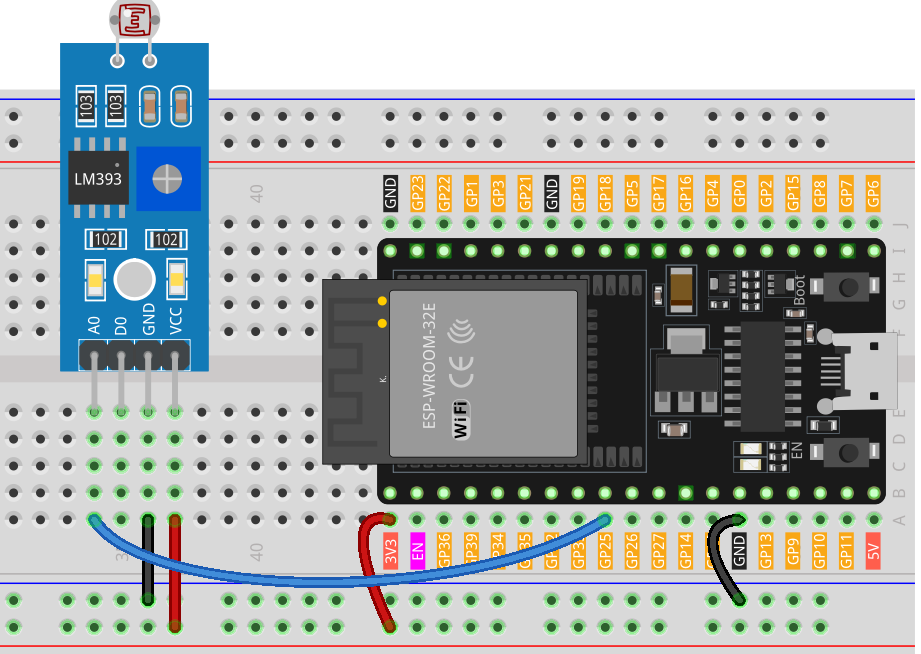 103
103
LM393
102
102
A0
D0
GND
VCC
40
GND
GP23
GP22
GP1
GP3
GP21
GND
GP19
GP18
GP5
GP17
GP16
GP4
GP0
GP2
GP15
GP8
GP7
GP6
J
I
H
G
F
ESP-WROOM-32E
CE
WiFi
K.
Boot
EN
E
D
C
B
A
40
3V3
EN
GP36
GP39
GP34
GP35
GP25
GP26
GP27
GP14
GND
GP13
GP9
GP10
GP11
5V